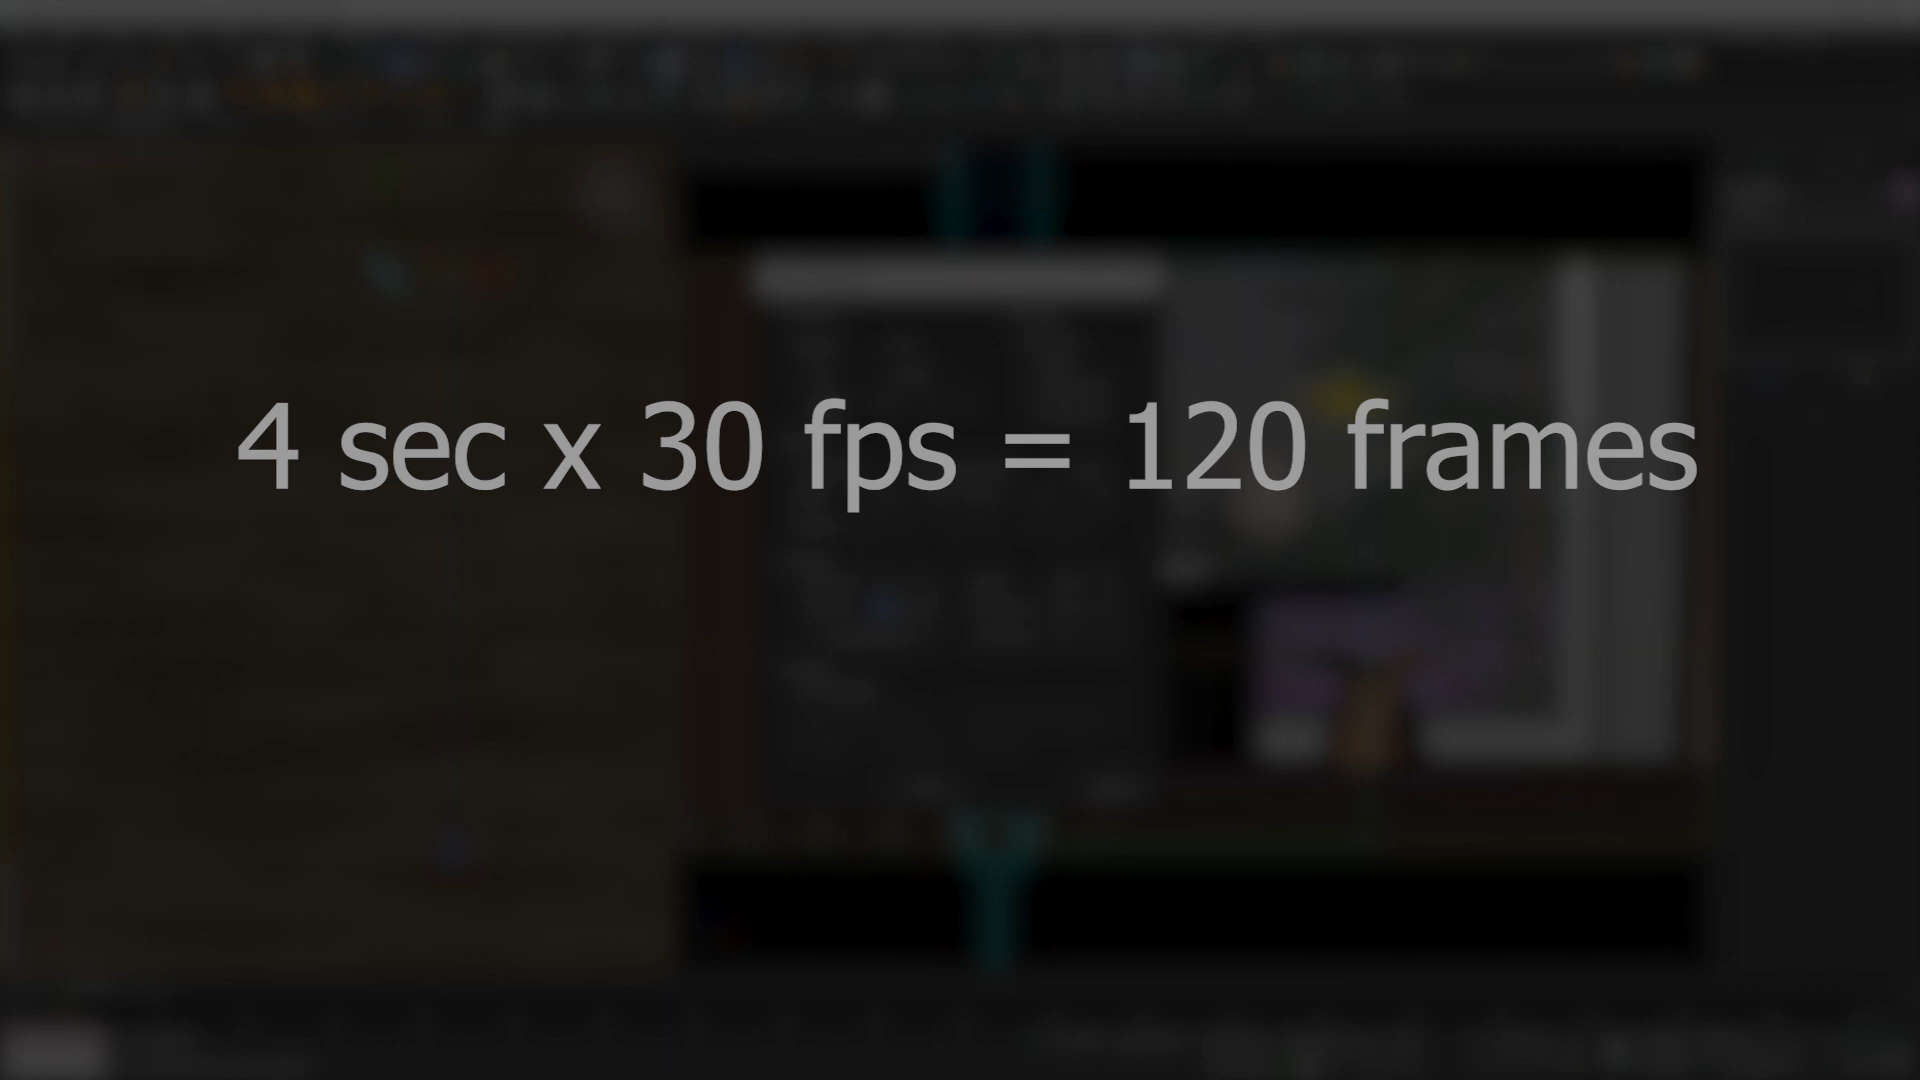 4 sec x 30 fps = 120 frames